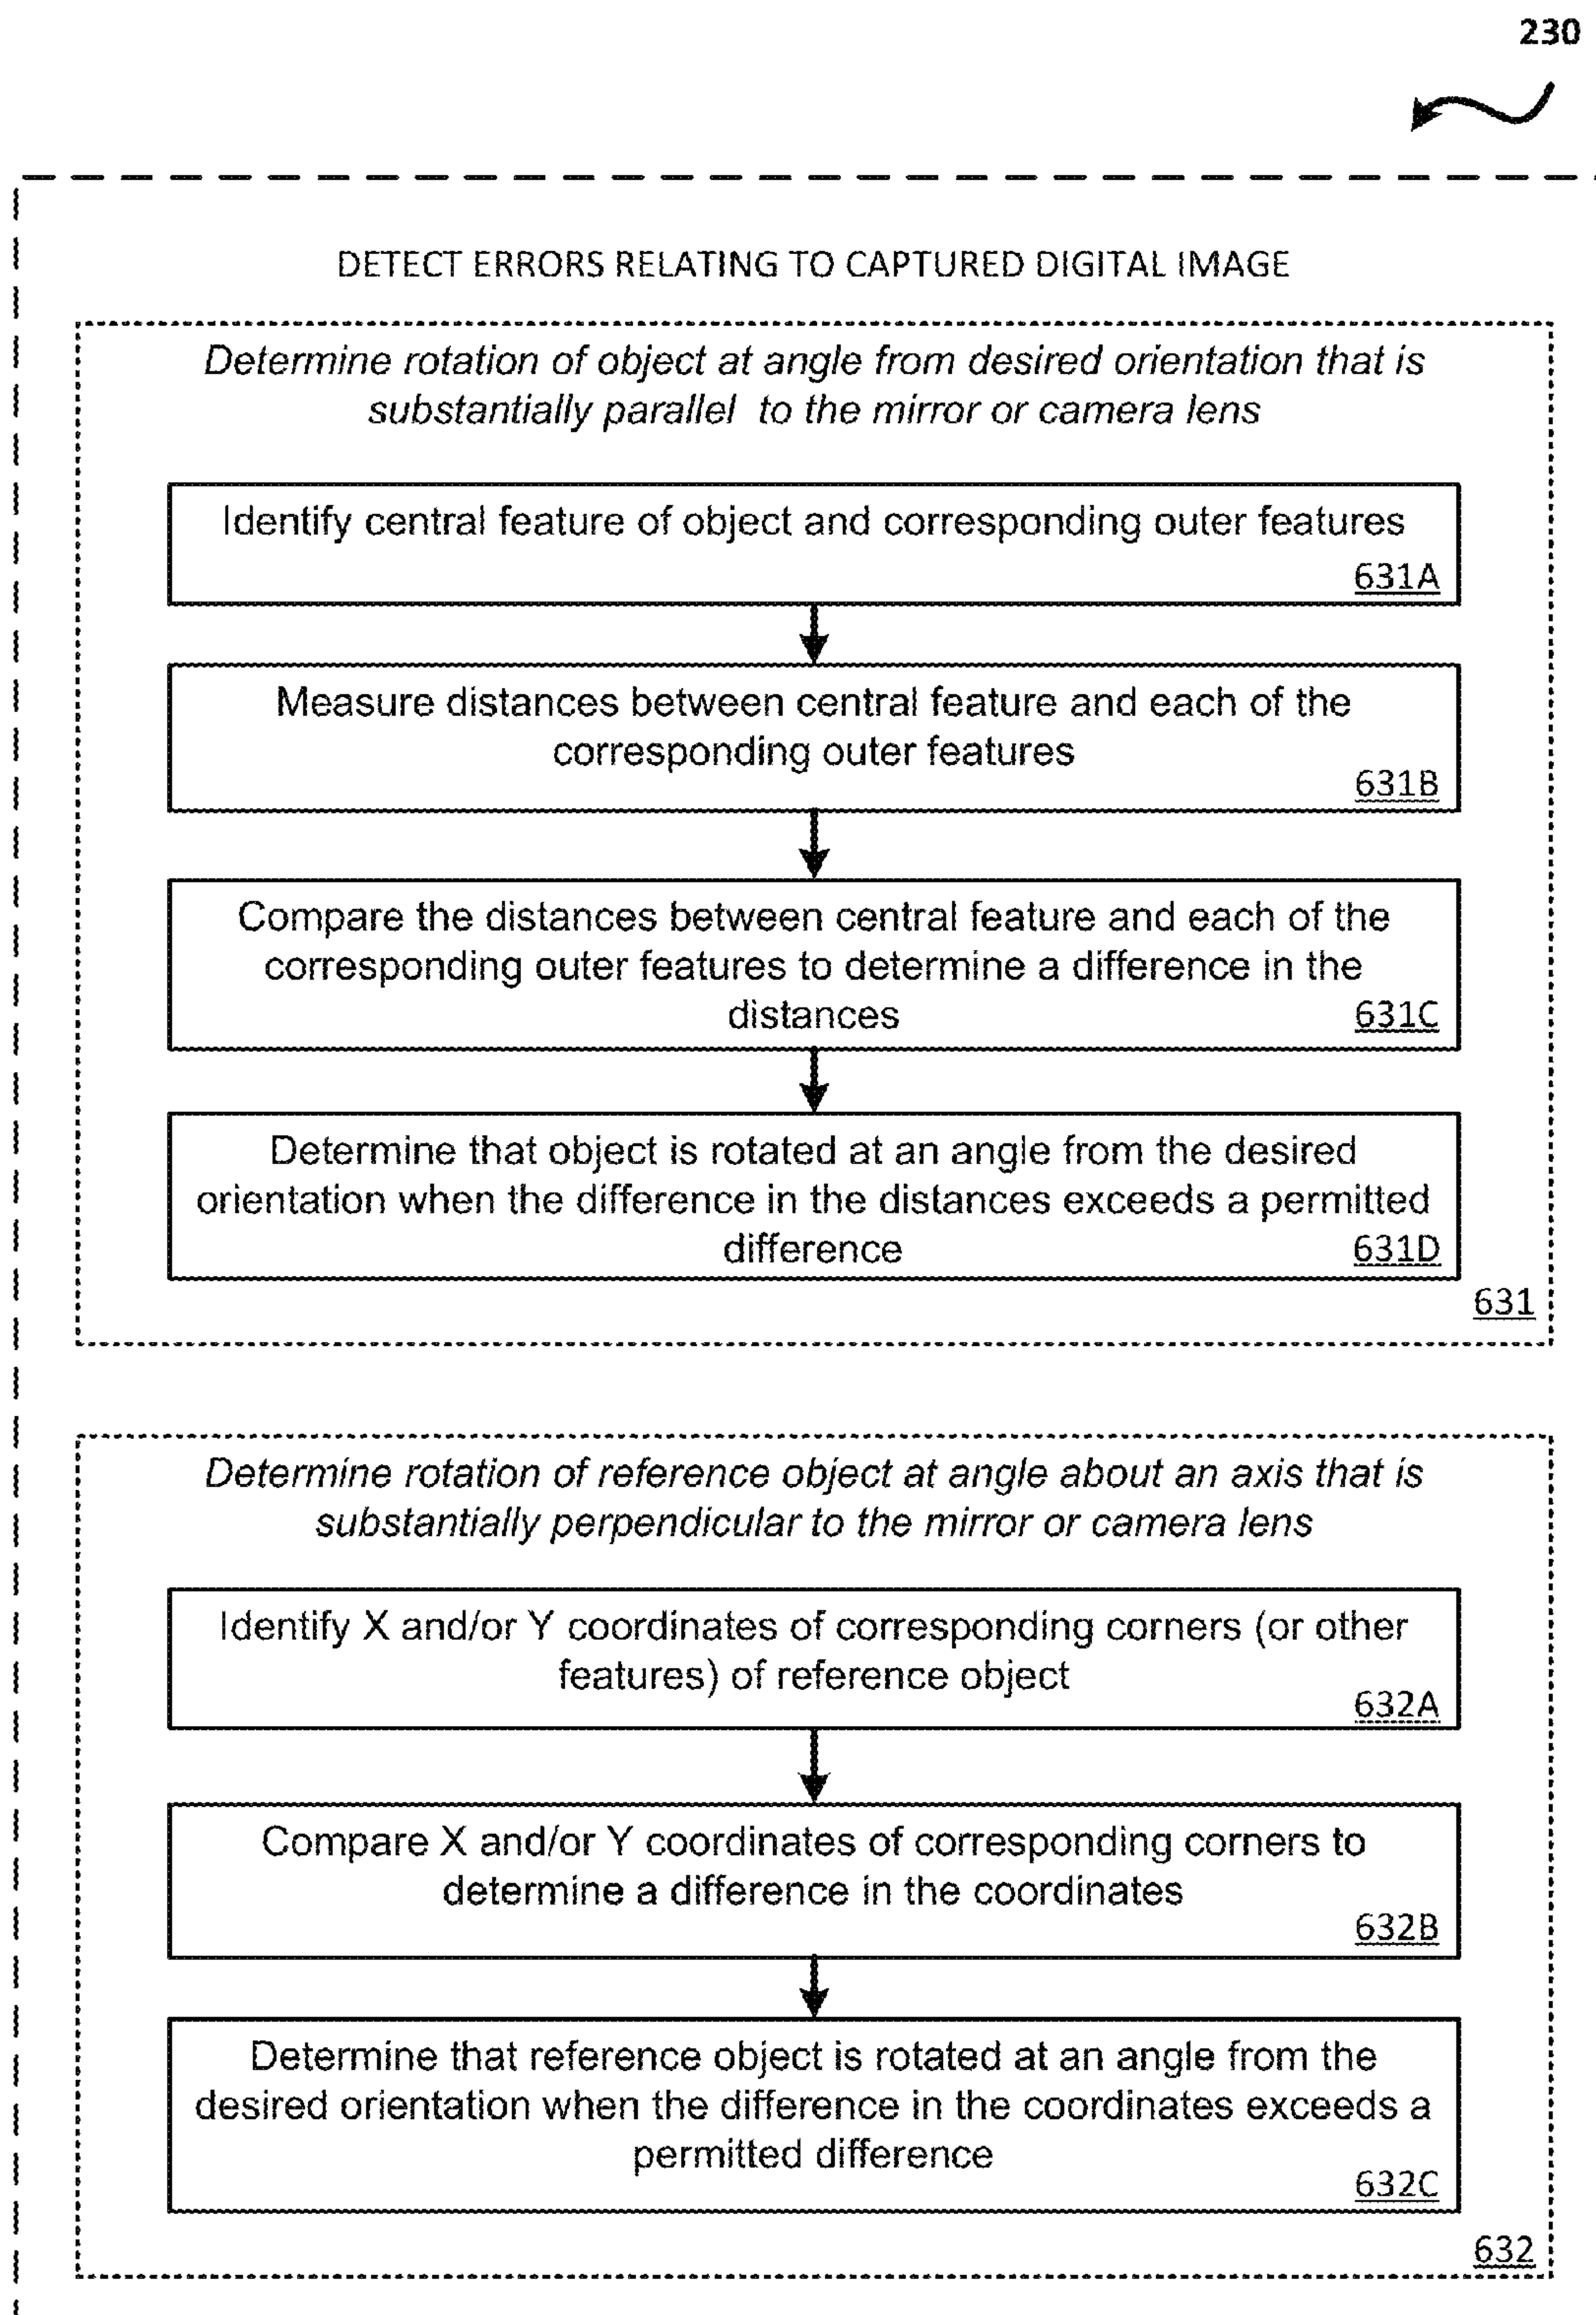 230
DETECT ERRORS RELATING TO CAPTURED DIGITAL IMAGE
Determine rotation of object at angle from desired orientation that is
substantially parallel to the mirror or camera lens
Identify central feature of object and corresponding outer features
631A
Measure distances between central feature and each of the
corresponding outer features
631B
Compare the distances between central feature and each of the
corresponding outer features to determine a difference in the
distances
631C
Determine that object is rotated at an angle from the desired
orientation when the difference in the distances exceeds a permitted
difference
631D
631
Determine rotation of reference object at angle about an axis that is
substantially perpendicular to the mirror or camera lens
Identify X and/or Y coordinates of corresponding corners (or other
features) of reference object
632A
Compare X and/or Y coordinates of corresponding corners to
determine a difference in the coordinates
632B
Determine that reference object is rotated at an angle from the
desired orientation when the difference in the coordinates exceeds a
permitted difference
632C
632